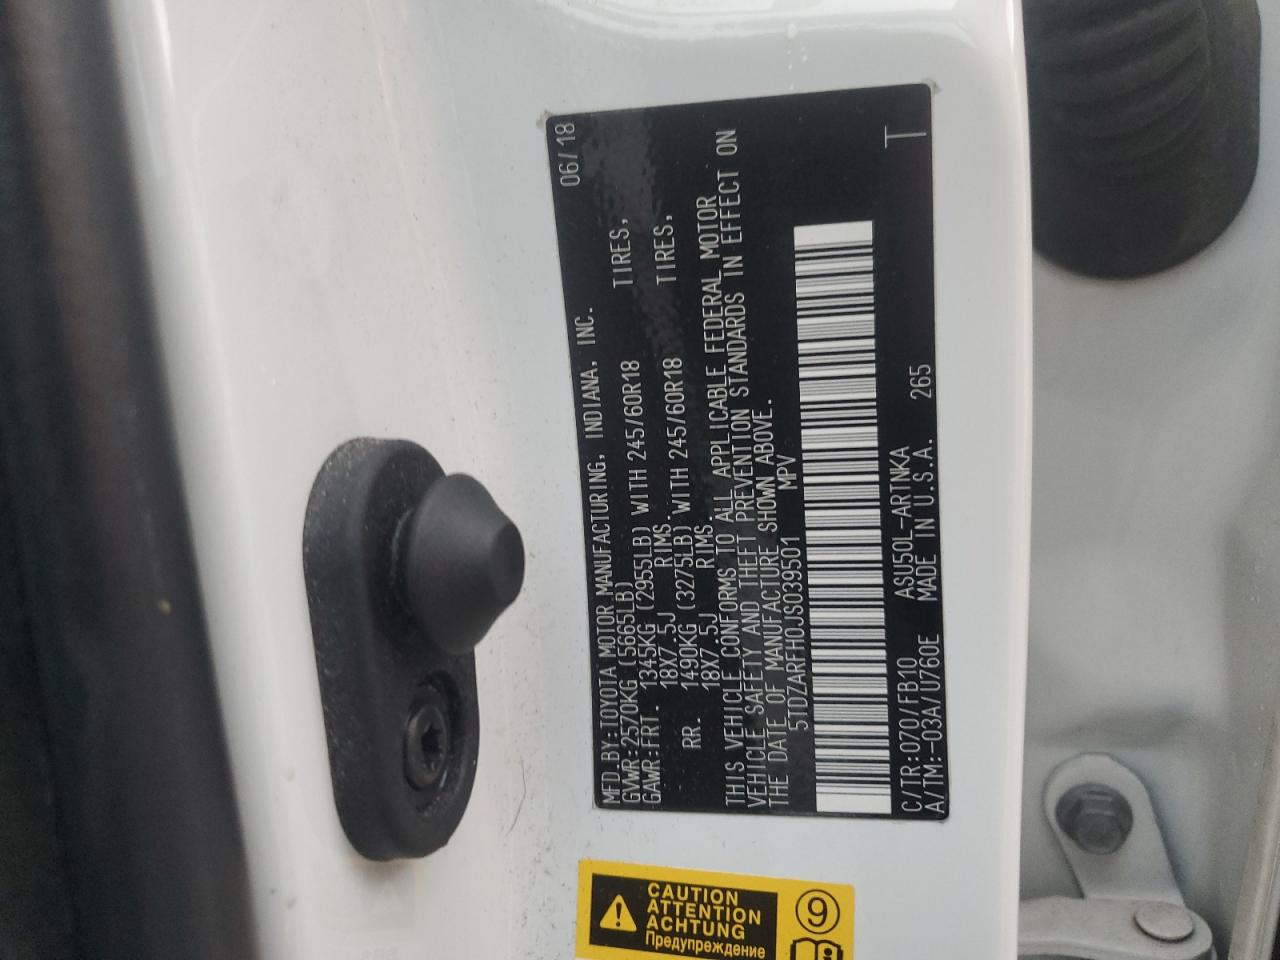 06/18
MFD.BY:TOYOTA MOTOR MANUFACTURING, INDIANA, INC.
GVWR:2570KG (5665LB)
GAWR:FRT. 1345KG (2955LB) WITH 245/60R18 TIRES,
18X7.5J RIMS.
RR. 1490KG (3275LB) WITH 245/60R18 TIRES,
18X7.5J RIMS.
THIS VEHICLE CONFORMS TO ALL APPLICABLE FEDERAL MOTOR
VEHICLE SAFETY AND THEFT PREVENTION STANDARDS IN EFFECT ON
THE DATE OF MANUFACTURE SHOWN ABOVE.
5TDZARFH0JS039501 MPV
T
C/TR:070/FB10 ASU50L-ARTNKA
A/TM:-03A/U760E MADE IN U.S.A. 265
CAUTION
ATTENTION
ACHTUNG
Предупреждение
9